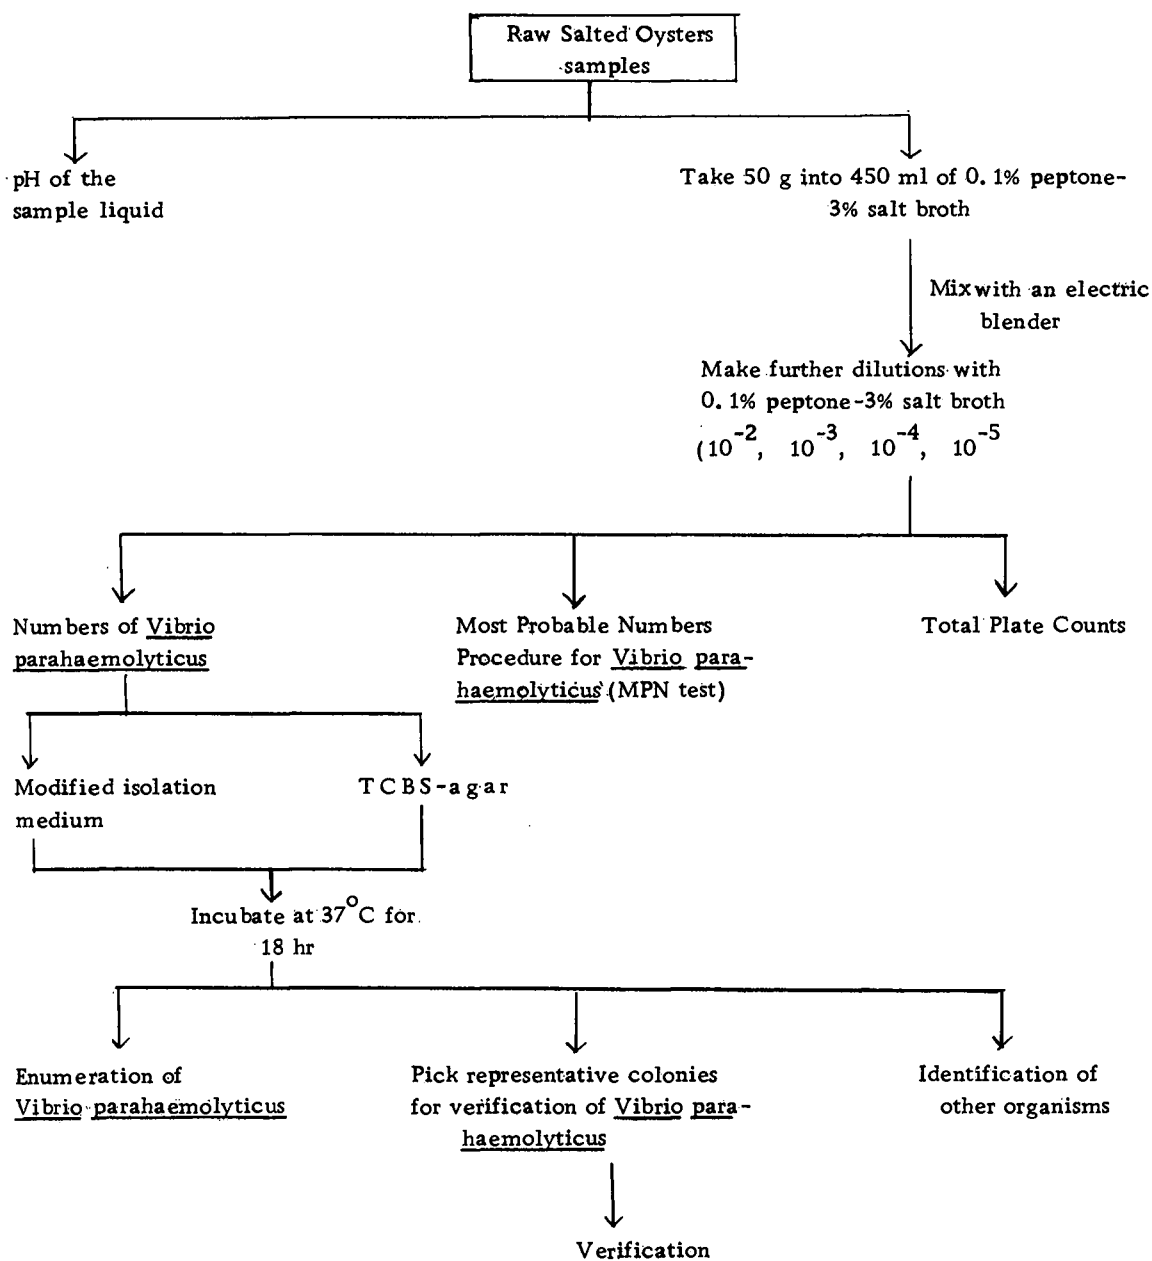 Raw Salted Oysters
samples
pH of the
sample liquid
Take 50 g into 450 ml of 0.1% peptone-
3% salt broth
Mix with an electric
blender
Make further dilutions with
0.1% peptone-3% salt broth
(10⁻², 10⁻³, 10⁻⁴, 10⁻⁵
Numbers of Vibrio
parahaemolyticus
Most Probable Numbers
Procedure for Vibrio para-
haemolyticus (MPN test)
Total Plate Counts
Modified isolation
medium
TCBS-agar
Incubate at 37°C for
18 hr
Enumeration of
Vibrio parahaemolyticus
Pick representative colonies
for verification of Vibrio para-
haemolyticus
Identification of
other organisms
Verification